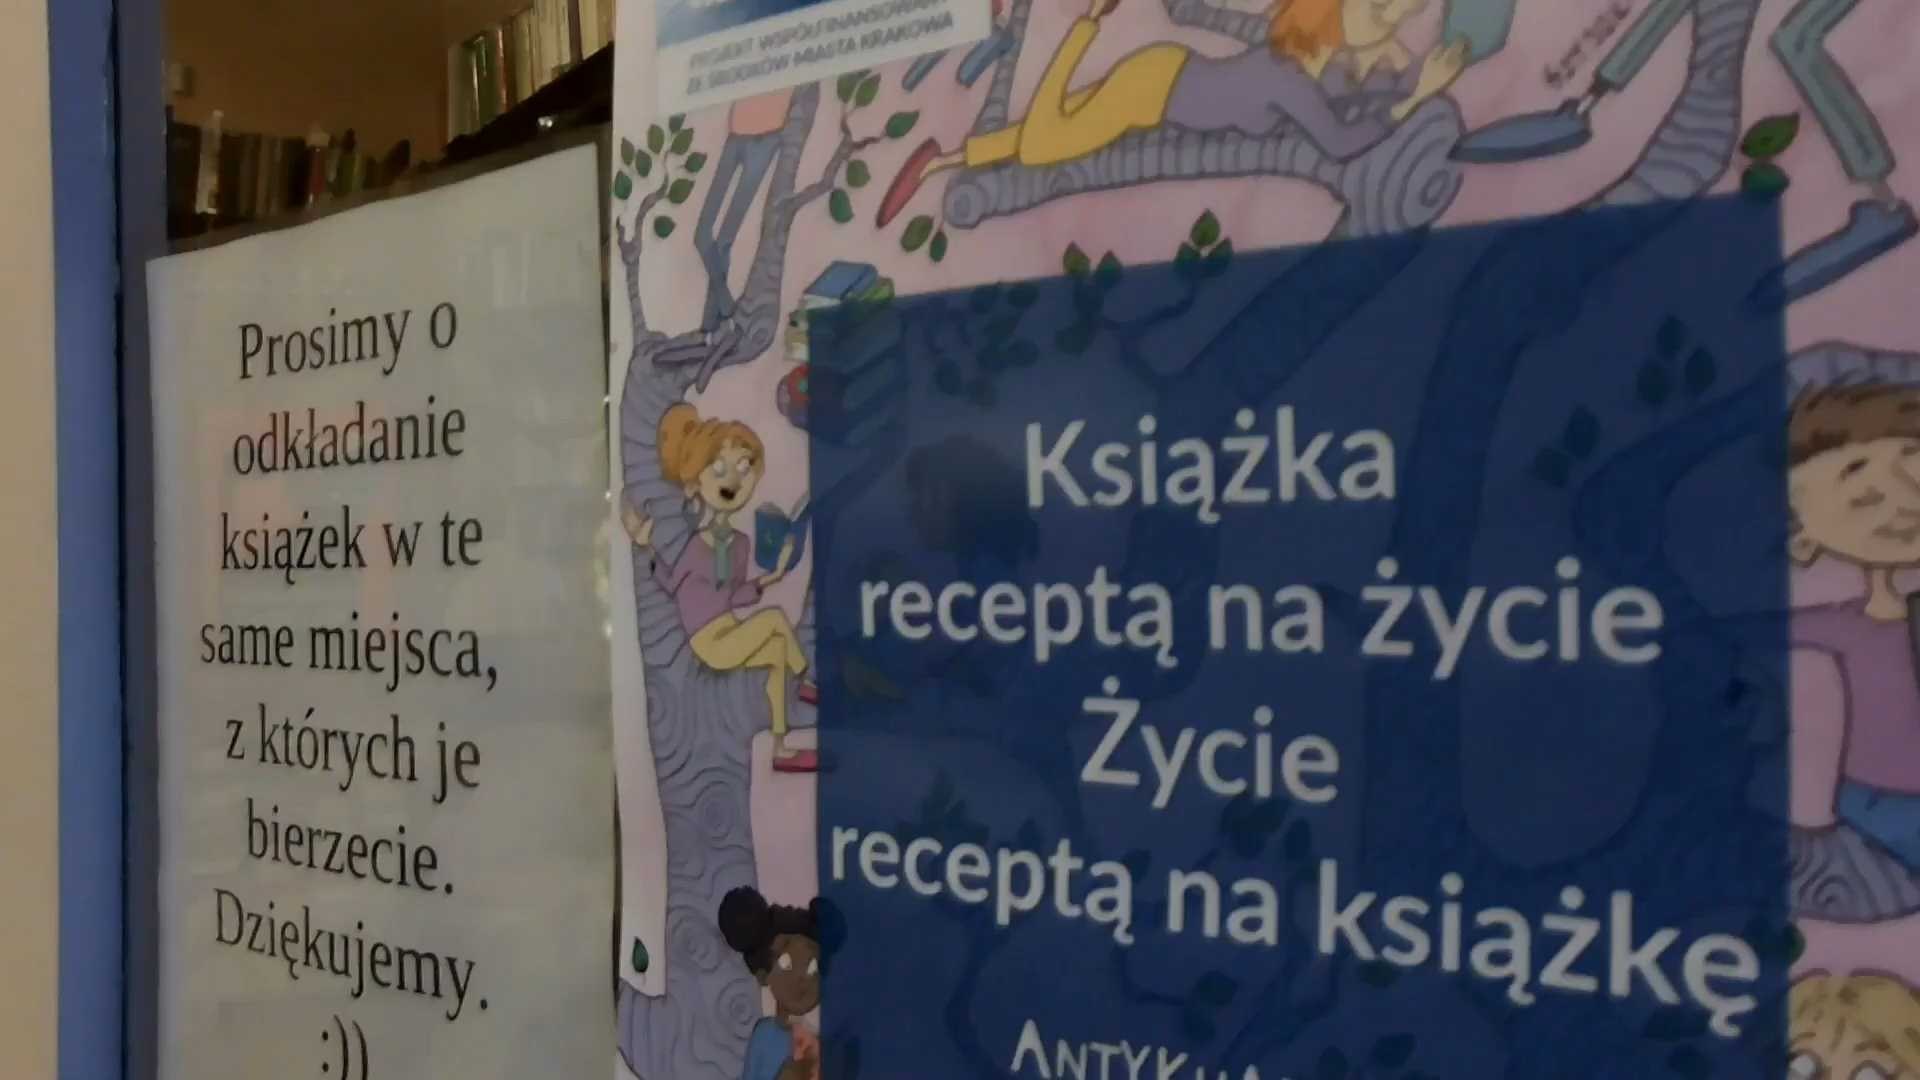 Prosimy o
odkładanie
książek w te
same miejsca,
z których je
bierzecie.
Dziękujemy.
:))
PROJEKT WSPÓŁFINANSOWANY
ZE ŚRODKÓW MIASTA KRAKOWA
Książka
receptą na życie
Życie
receptą na książkę